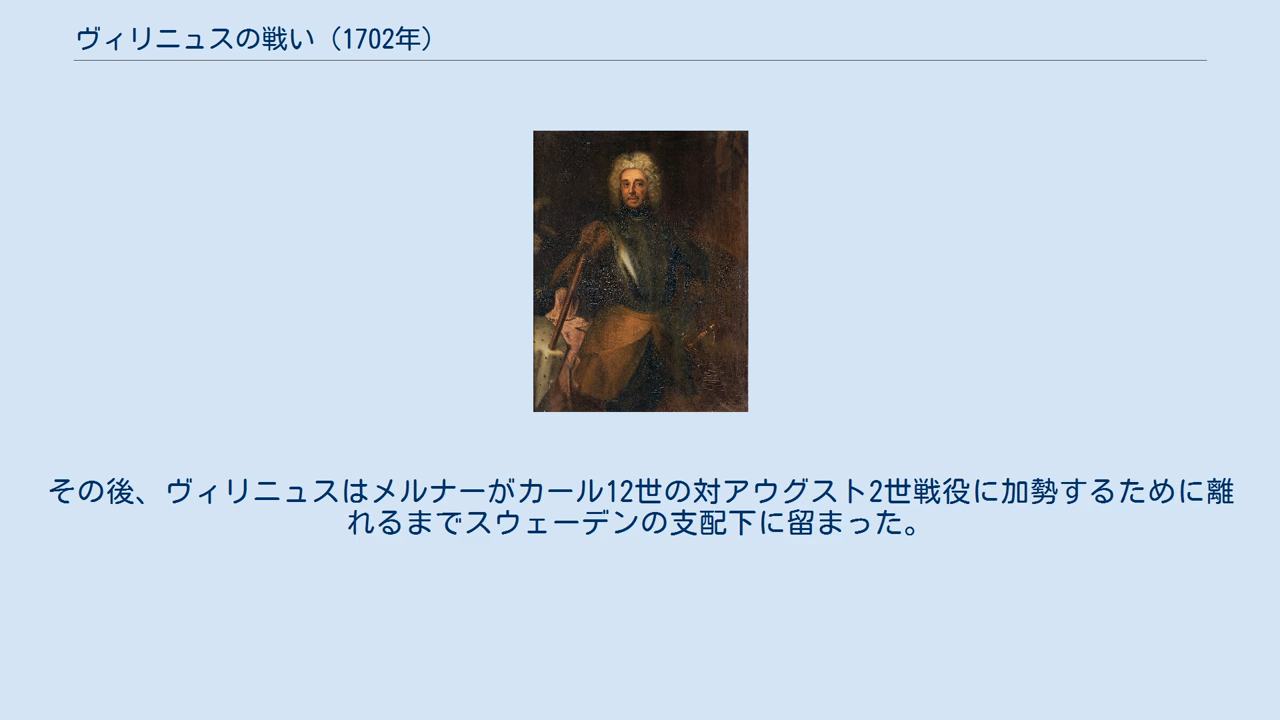 ヴィリニュスの戦い（1702年）
その後、ヴィリニュスはメルナーがカール12世の対アウグスト2世戦役に加勢するために離
れるまでスウェーデンの支配下に留まった。